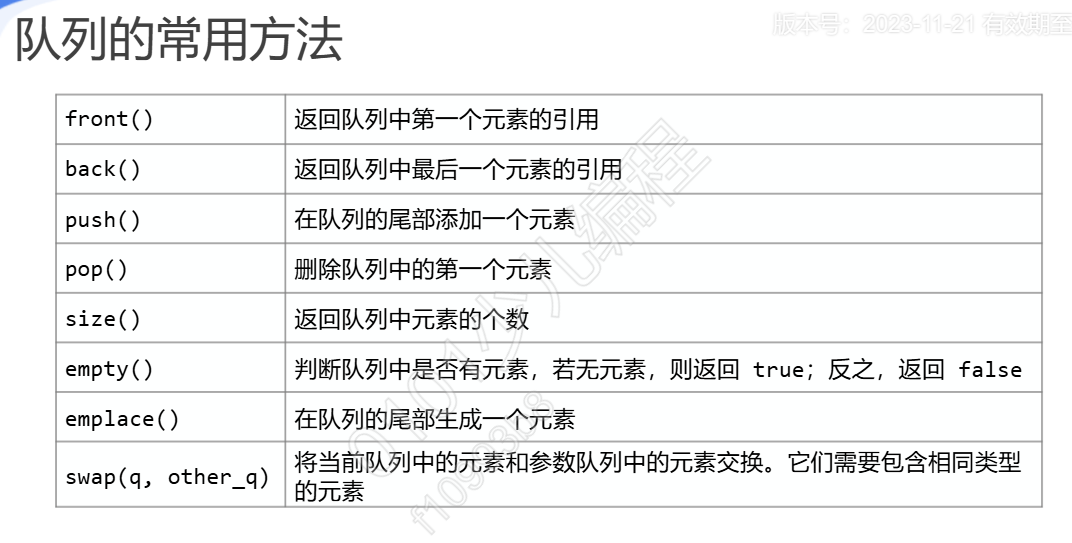 队列的常用方法
版本号：2023-11-21 有效期至
front() 返回队列中第一个元素的引用
back() 返回队列中最后一个元素的引用
push() 在队列的尾部添加一个元素
pop() 删除队列中的第一个元素
size() 返回队列中元素的个数
empty() 判断队列中是否有元素，若无元素，则返回 true；反之，返回 false
emplace() 在队列的尾部生成一个元素
swap(q, other_q) 将当前队列中的元素和参数队列中的元素交换。它们需要包含相同类型
的元素
0101少儿编程